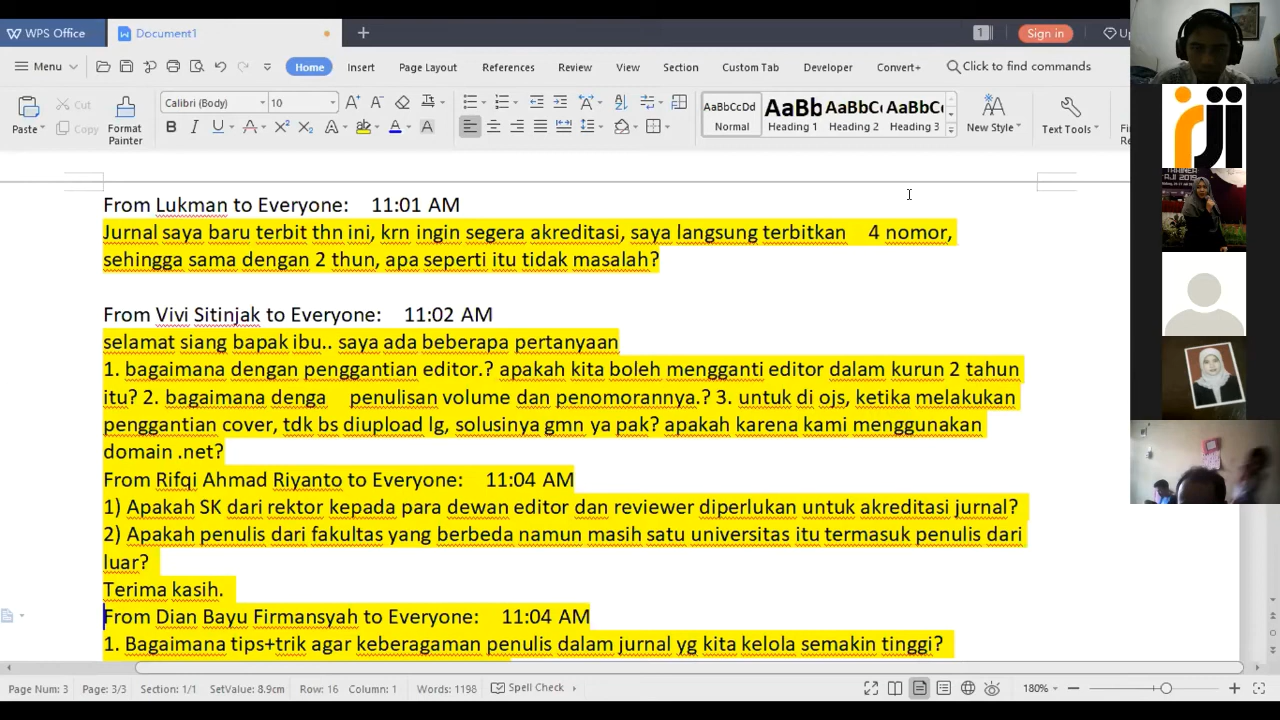 WPS Office
Document1
1
Sign in
Menu
Home
Insert
Page Layout
References
Review
View
Section
Custom Tab
Developer
Convert+
Click to find commands
Paste
Cut
Copy
Format Painter
Calibri (Body)
10
AaBbCcDd
Normal
AaBb
Heading 1
AaBbC
Heading 2
AaBbC
Heading 3
New Style
Text Tools
From Lukman to Everyone: 11:01 AM
Jurnal saya baru terbit thn ini, krn ingin segera akreditasi, saya langsung terbitkan 4 nomor,
sehingga sama dengan 2 thun, apa seperti itu tidak masalah?
From Vivi Sitinjak to Everyone: 11:02 AM
selamat siang bapak ibu.. saya ada beberapa pertanyaan
1. bagaimana dengan penggantian editor.? apakah kita boleh mengganti editor dalam kurun 2 tahun
itu? 2. bagaimana denga penulisan volume dan penomorannya.? 3. untuk di ojs, ketika melakukan
penggantian cover, tdk bs diupload lg, solusinya gmn ya pak? apakah karena kami menggunakan
domain .net?
From Rifqi Ahmad Riyanto to Everyone: 11:04 AM
1) Apakah SK dari rektor kepada para dewan editor dan reviewer diperlukan untuk akreditasi jurnal?
2) Apakah penulis dari fakultas yang berbeda namun masih satu universitas itu termasuk penulis dari
luar?
Terima kasih.
From Dian Bayu Firmansyah to Everyone: 11:04 AM
1. Bagaimana tips+trik agar keberagaman penulis dalam jurnal yg kita kelola semakin tinggi?
Page Num: 3
Page: 3/3
Section: 1/1
SetValue: 8.9cm
Row: 16
Column: 1
Words: 1198
Spell Check
180%
rji